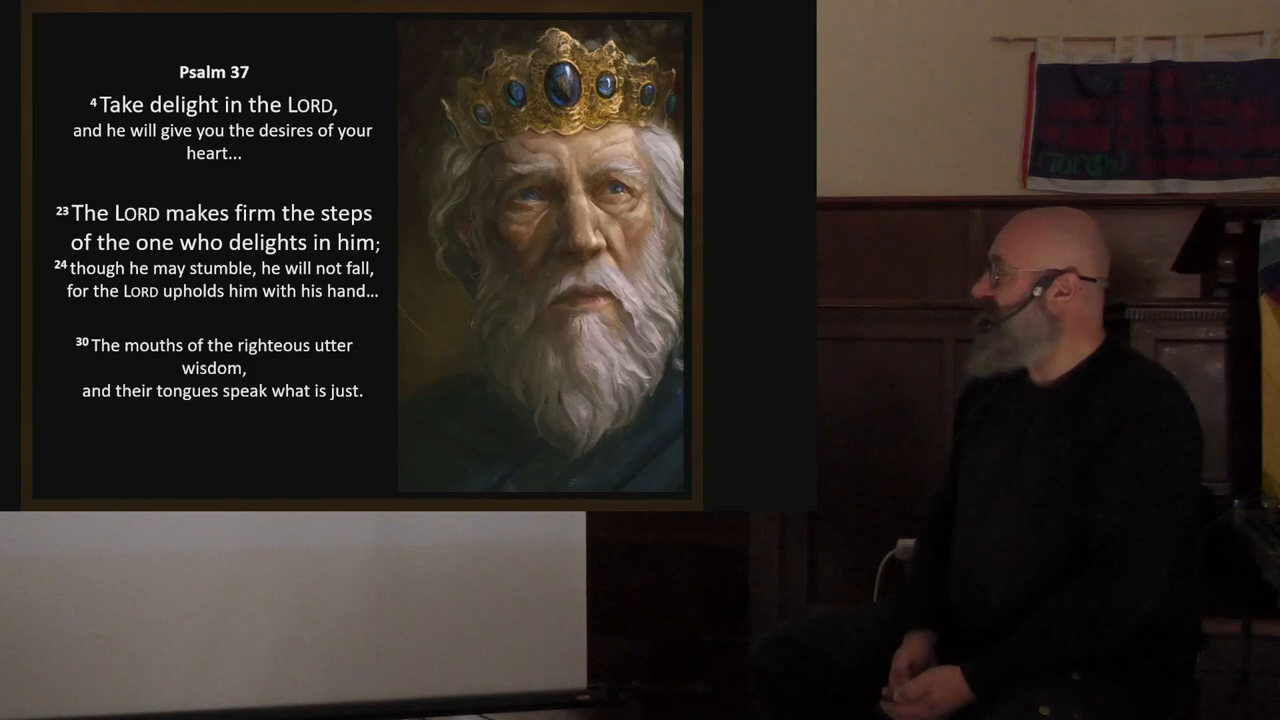 Psalm 37
4 Take delight in the LORD,
and he will give you the desires of your
heart...
23 The LORD makes firm the steps
of the one who delights in him;
24 though he may stumble, he will not fall,
for the LORD upholds him with his hand...
30 The mouths of the righteous utter
wisdom,
and their tongues speak what is just.